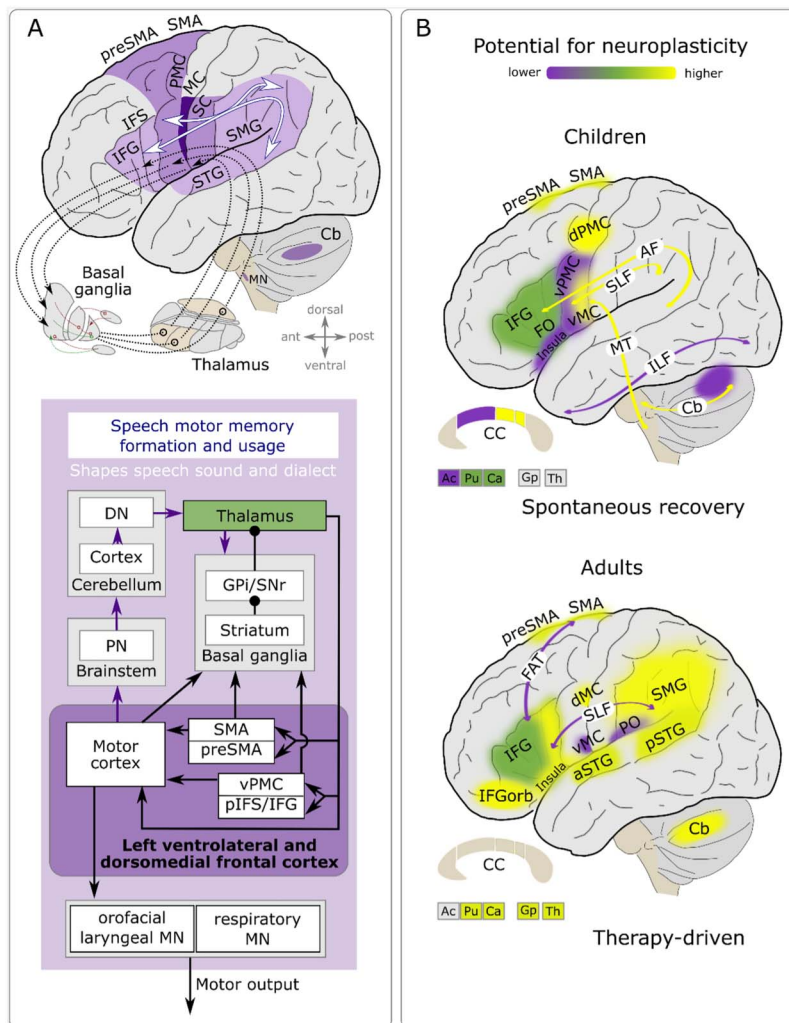 A
preSMA
SMA
PMC
MC
SC
IFS
IFG
SMG
STG
Cb
MN
Basal
ganglia
Thalamus
dorsal
ant
post
ventral
Speech motor memory
formation and usage
Shapes speech sound and dialect
DN
Cortex
Cerebellum
Thalamus
GPi/SNr
Striatum
Basal ganglia
PN
Brainstem
Motor
cortex
SMA
preSMA
vPMC
pIFS/IFG
Left ventrolateral and
dorsomedial frontal cortex
orofacial
laryngeal MN
respiratory
MN
Motor output
B
Potential for neuroplasticity
lower
higher
Children
preSMA
SMA
dPMC
vPMC
AF
SLF
IFG
FO
vMC
Insula
MT
ILF
Cb
CC
Ac Pu Ca Gp Th
Spontaneous recovery
Adults
preSMA
SMA
FAT
dMC
SMG
SLF
IFG
vMC
PO
pSTG
Insula
aSTG
IFGorb
Cb
CC
Ac Pu Ca Gp Th
Therapy-driven